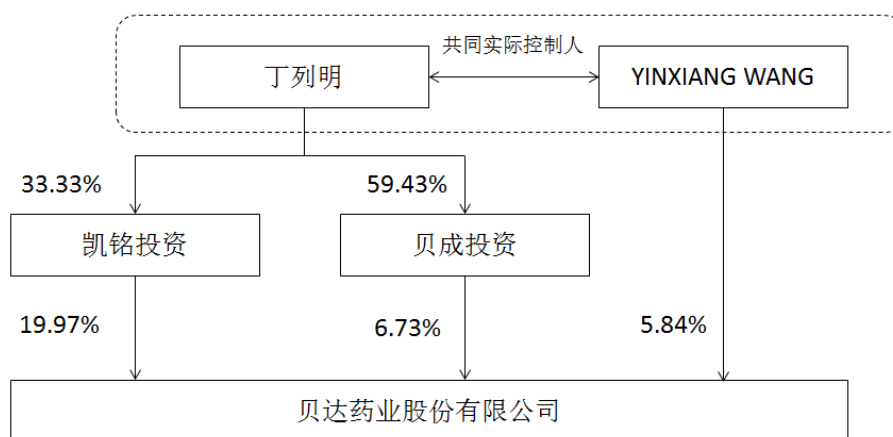 共同实际控制人
丁列明
YINXIANG WANG
33.33%
59.43%
凯铭投资
贝成投资
19.97%
6.73%
5.84%
贝达药业股份有限公司